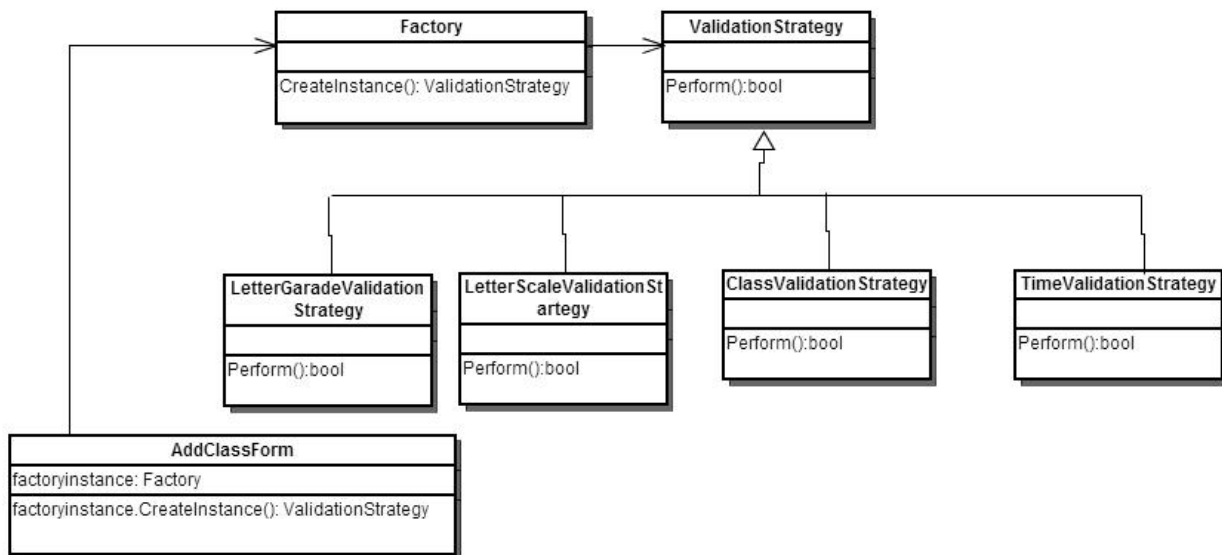 Factory
CreateInstance(): ValidationStrategy
ValidationStrategy
Perform():bool
LetterGaradeValidation
Strategy
Perform():bool
LetterScaleValidationSt
artegy
Perform():bool
ClassValidationStrategy
Perform():bool
TimeValidationStrategy
Perform():bool
AddClassForm
factoryinstance: Factory
factoryinstance.CreateInstance(): ValidationStrategy